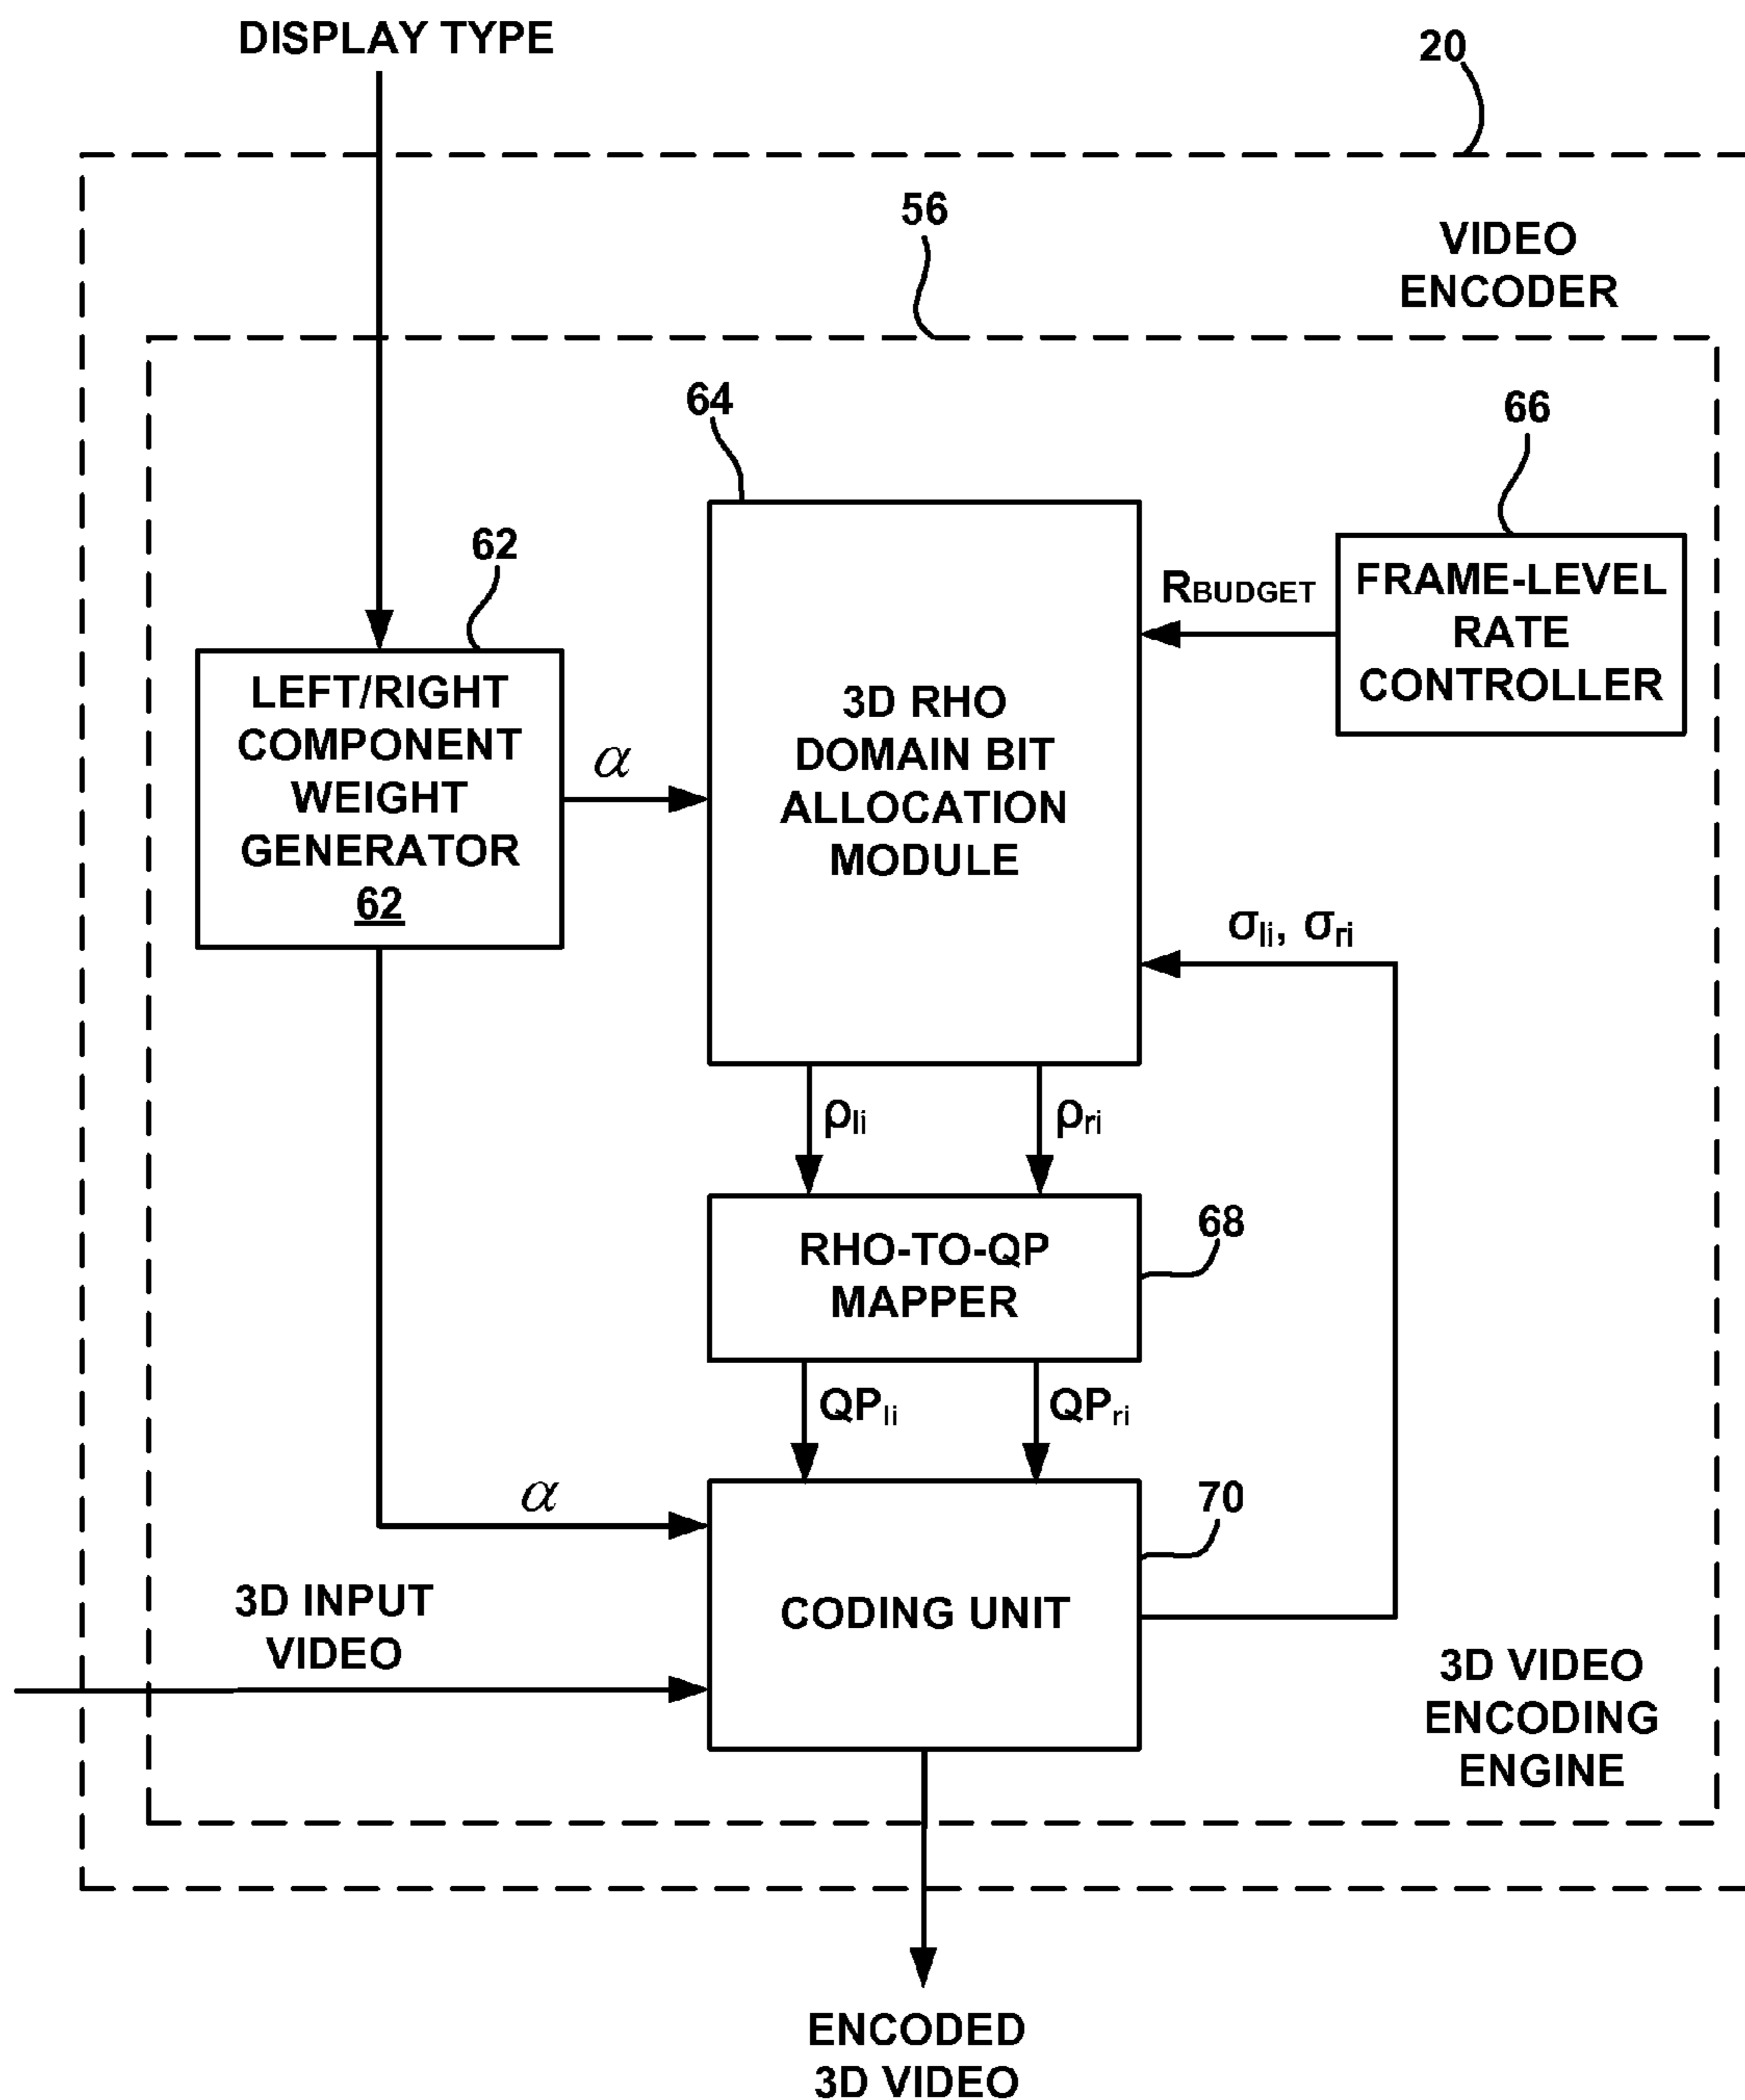 DISPLAY TYPE
20
56
VIDEO
ENCODER
64
66
62
RBUDGET
FRAME-LEVEL
RATE
CONTROLLER
LEFT/RIGHT
COMPONENT
WEIGHT
GENERATOR
62
α
3D RHO
DOMAIN BIT
ALLOCATION
MODULE
σli, σri
ρli
ρri
RHO-TO-QP
MAPPER
68
QPli
QPri
α
70
3D INPUT
VIDEO
CODING UNIT
3D VIDEO
ENCODING
ENGINE
ENCODED
3D VIDEO